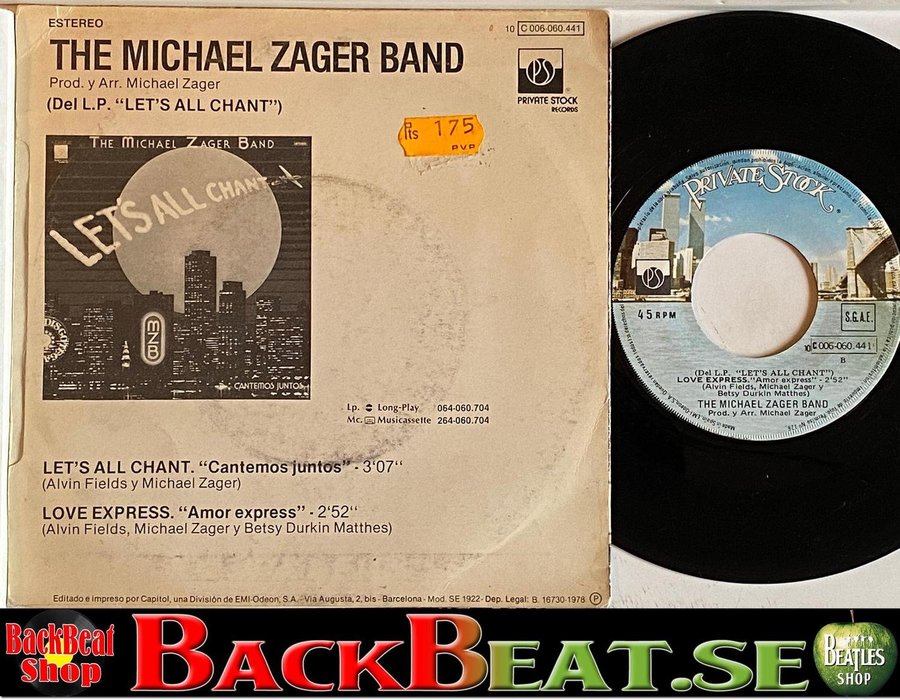 ESTEREO
10 C 006-060.441
THE MICHAEL ZAGER BAND
Prod. y Arr. Michael Zager
(Del L.P. "LET'S ALL CHANT")
PS
PRIVATE STOCK
RECORDS
Pts 175
P.V.P.
THE MICHAEL ZAGER BAND
LET'S ALL CHANT
MZB
CANTEMOS JUNTOS
Lp. Long-Play 064-060.704
Mc. Musicassette 264-060.704
LET'S ALL CHANT. "Cantemos juntos" - 3'07"
(Alvin Fields y Michael Zager)
LOVE EXPRESS. "Amor express" - 2'52"
(Alvin Fields, Michael Zager y Betsy Durkin Matthes)
Editado e impreso por Capitol, una División de EMI-Odeon, S.A. - Via Augusta, 2, bis - Barcelona - Mod. SE 1922 - Dep. Legal: B. 16730-1978 P
PRIVATE STOCK
PS
45 RPM
S.G.A.E.
10 C 006-060.441
B
(Del L.P. "LET'S ALL CHANT")
LOVE EXPRESS. "Amor express" - 2'52"
(Alvin Fields, Michael Zager y
Betsy Durkin Matthes)
THE MICHAEL ZAGER BAND
Prod. y Arr. Michael Zager
BackBeat
Shop
BACKBEAT.SE
BEATLES
SHOP